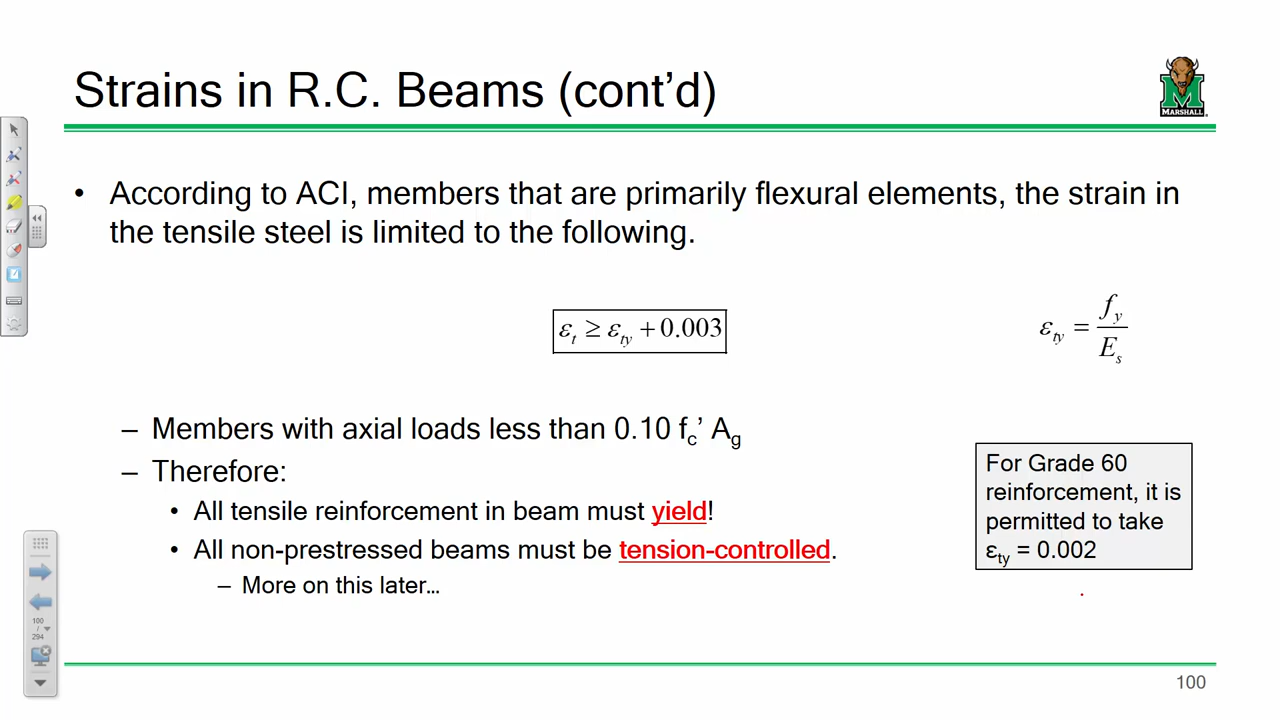 Strains in R.C. Beams (cont’d)
MARSHALL
• According to ACI, members that are primarily flexural elements, the strain in
the tensile steel is limited to the following.
εt ≥ εty + 0.003
εty = fy / Es
– Members with axial loads less than 0.10 fc’ Ag
– Therefore:
• All tensile reinforcement in beam must yield!
• All non-prestressed beams must be tension-controlled.
– More on this later…
For Grade 60
reinforcement, it is
permitted to take
εty = 0.002
100
/
294
100